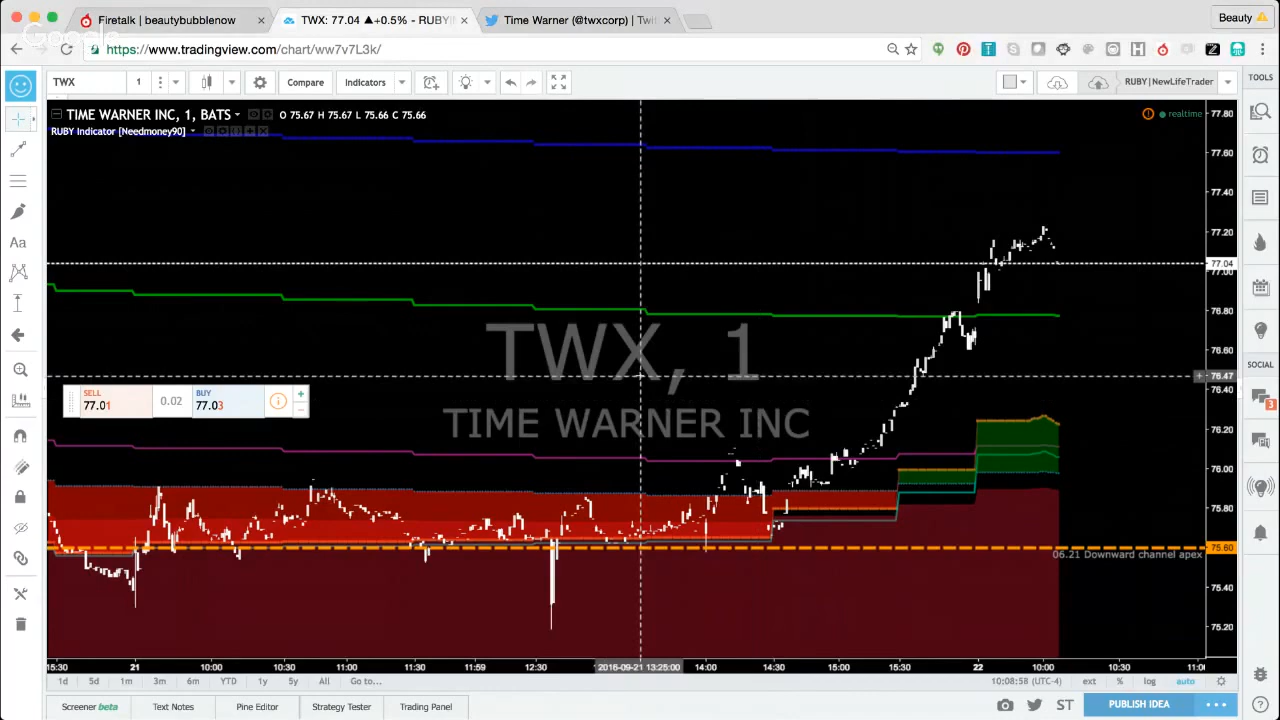 Firetalk | beautybubblenow
TWX: 77.04 ▲+0.5% - RUBYI
Time Warner (@twxcorp) | Twi
Beauty
Google
https://www.tradingview.com/chart/ww7v7L3k/
TWX
1
Compare
Indicators
RUBY|NewLifeTrader
TOOLS
TIME WARNER INC, 1, BATS
O 75.67 H 75.67 L 75.66 C 75.66
RUBY Indicator [Needmoney90]
realtime
77.80
77.60
77.40
77.20
77.04
77.00
76.80
76.60
76.47
76.40
76.20
76.00
75.80
75.60
75.40
75.20
TWX, 1
TIME WARNER INC
SELL
77.01
0.02
BUY
77.03
Aa
SOCIAL
3
06.21 Downward channel apex
15:30
21
10:00
10:30
11:00
11:30
11:59
12:30
2016-09-21 13:25:00
14:00
14:30
15:00
15:30
22
10:00
10:30
11:00
1d
5d
1m
3m
6m
YTD
1y
5y
All
Go to...
10:08:58 (UTC-4)
ext
%
log
auto
Screener beta
Text Notes
Pine Editor
Strategy Tester
Trading Panel
ST
PUBLISH IDEA